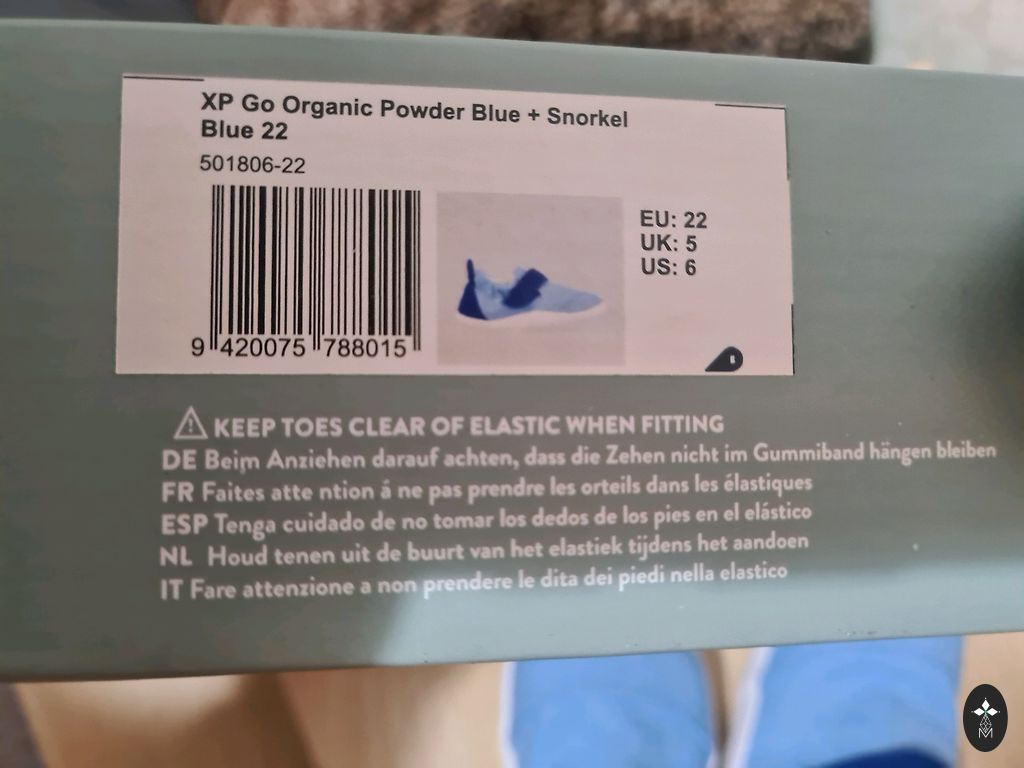 XP Go Organic Powder Blue + Snorkel
Blue 22
501806-22
EU: 22
UK: 5
US: 6
9 420075 788015
KEEP TOES CLEAR OF ELASTIC WHEN FITTING
DE Beim Anziehen darauf achten, dass die Zehen nicht im Gummiband hängen bleiben
FR Faites atte ntion á ne pas prendre les orteils dans les élastiques
ESP Tenga cuidado de no tomar los dedos de los pies en el elástico
NL Houd tenen uit de buurt van het elastiek tijdens het aandoen
IT Fare attenzione a non prendere le dita dei piedi nella elastico
M